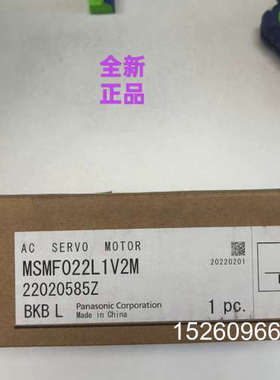 全新
正品
AC SERVO MOTOR
MSMF022L1V2M
20220201
22020585Z
BKB L
Panasonic Corporation
Made in China
1 pc.
15260966